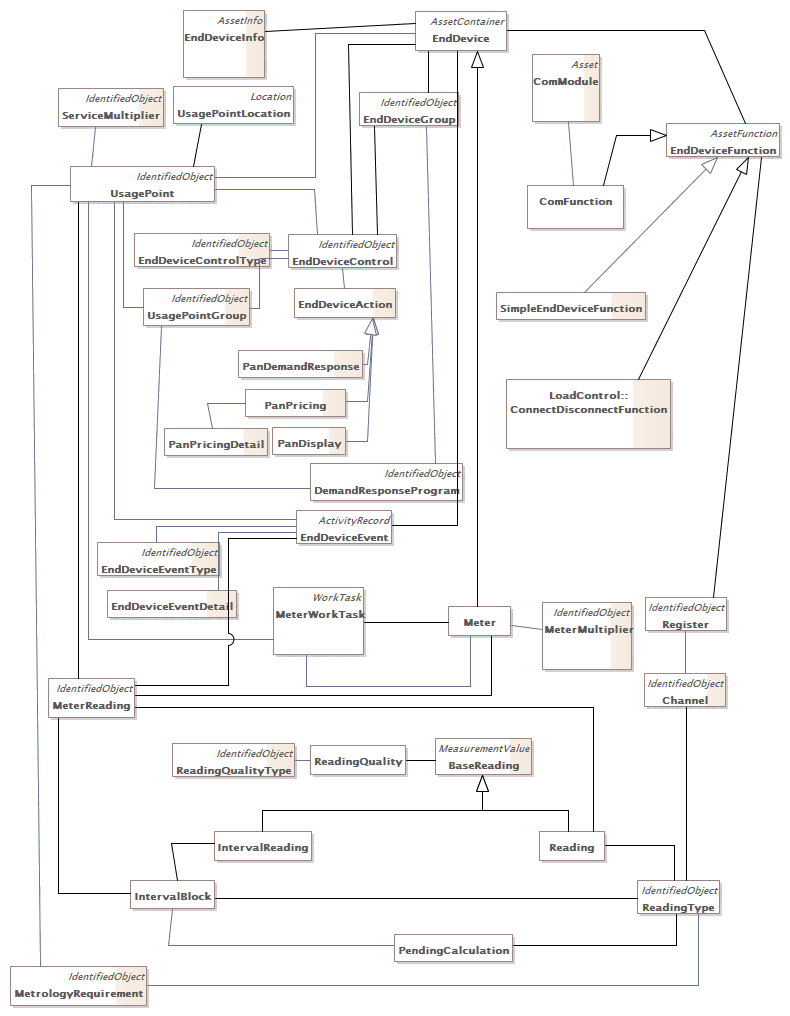 AssetInfo
EndDeviceInfo
AssetContainer
EndDevice
Asset
ComModule
IdentifiedObject
ServiceMultiplier
Location
UsagePointLocation
IdentifiedObject
EndDeviceGroup
AssetFunction
EndDeviceFunction
IdentifiedObject
UsagePoint
ComFunction
IdentifiedObject
EndDeviceControlType
IdentifiedObject
EndDeviceControl
IdentifiedObject
UsagePointGroup
EndDeviceAction
SimpleEndDeviceFunction
PanDemandResponse
PanPricing
LoadControl::
ConnectDisconnectFunction
PanPricingDetail
PanDisplay
IdentifiedObject
DemandResponseProgram
ActivityRecord
EndDeviceEvent
IdentifiedObject
EndDeviceEventType
EndDeviceEventDetail
WorkTask
MeterWorkTask
Meter
IdentifiedObject
MeterMultiplier
IdentifiedObject
Register
IdentifiedObject
MeterReading
IdentifiedObject
Channel
IdentifiedObject
ReadingQualityType
ReadingQuality
MeasurementValue
BaseReading
IntervalReading
Reading
IntervalBlock
IdentifiedObject
ReadingType
PendingCalculation
IdentifiedObject
MetrologyRequirement